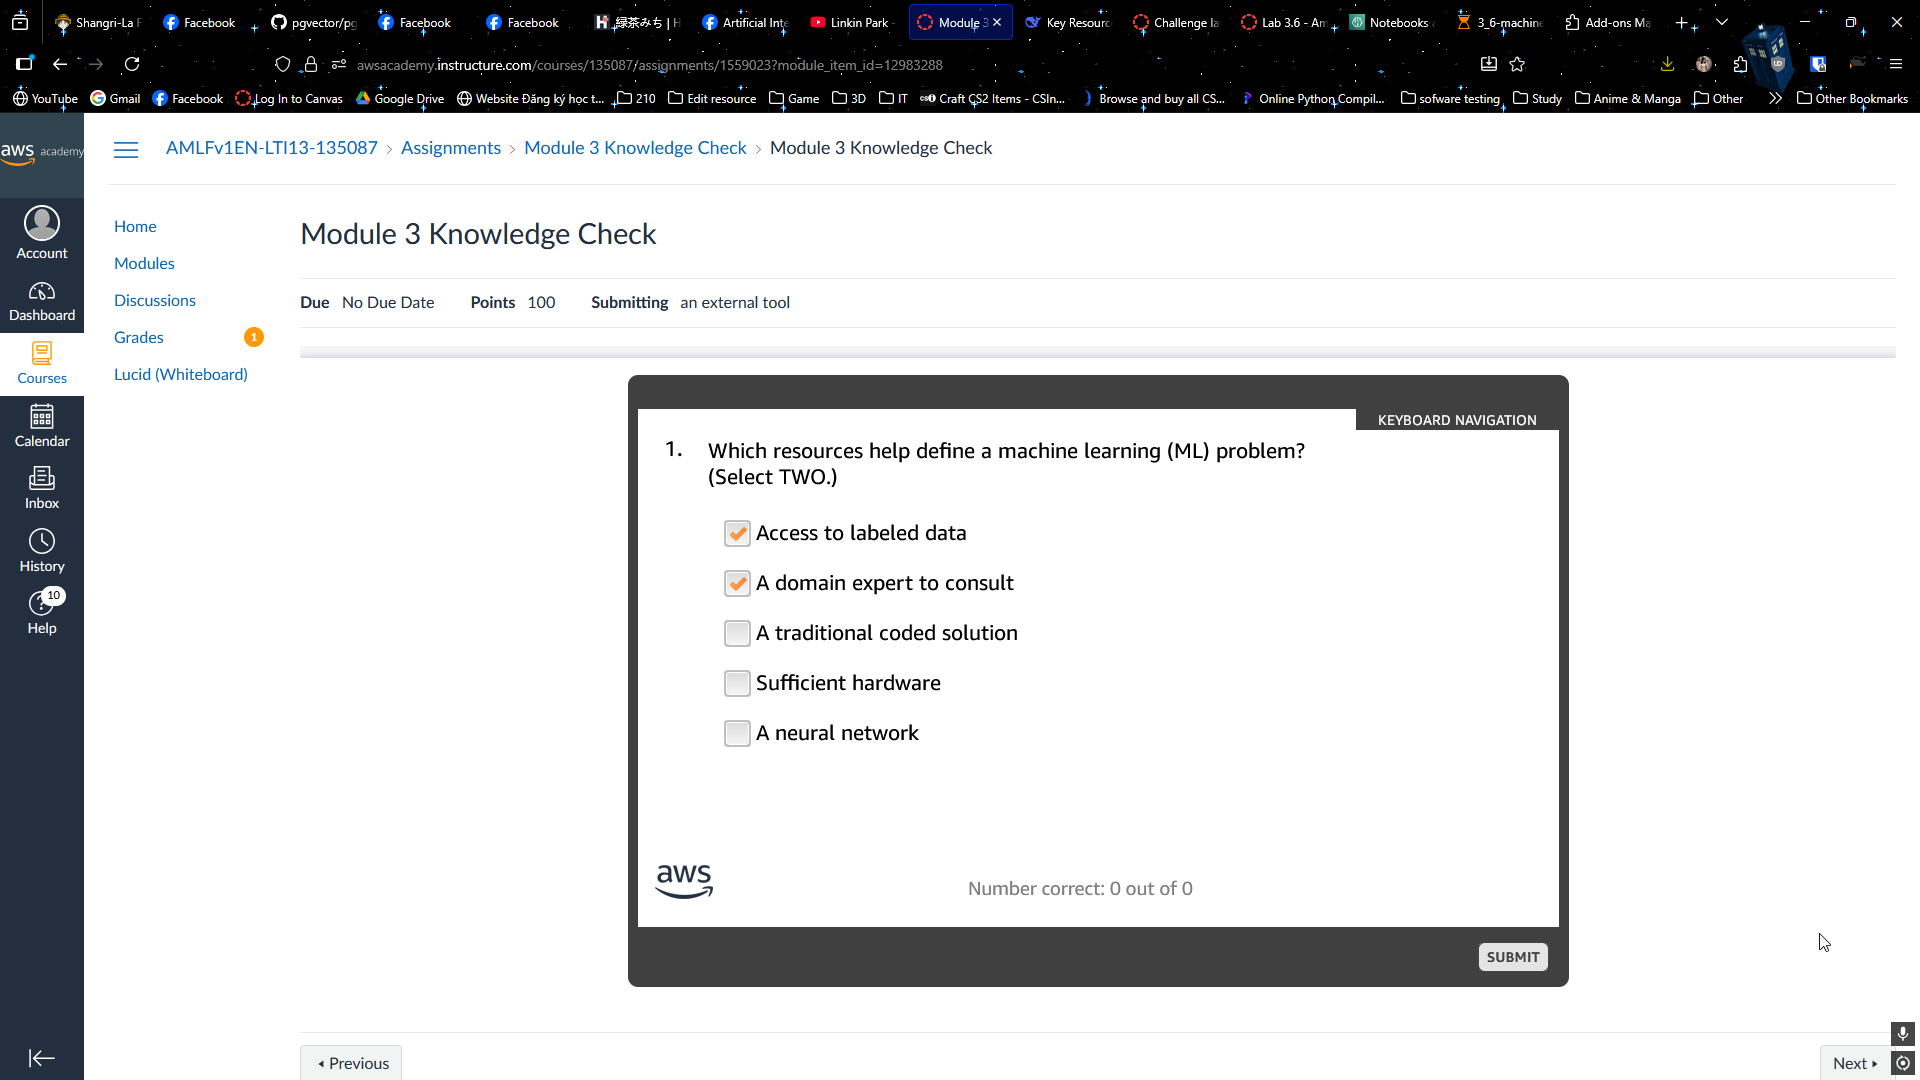 Shangri-La F
Facebook
pgvector/pg
Facebook
Facebook
緑茶みち | H
Artificial Inte
Linkin Park -
Module 3
Key Resourc
Challenge la
Lab 3.6 - Am
Notebooks
3_6-machine
Add-ons Ma
awsacademy.instructure.com/courses/135087/assignments/1559023?module_item_id=12983288
YouTube
Gmail
Facebook
Log In to Canvas
Google Drive
Website Đăng ký học t...
210
Edit resource
Game
3D
IT
Craft CS2 Items - CSIn...
Browse and buy all CS...
Online Python Compil...
sofware testing
Study
Anime & Manga
Other
Other Bookmarks
aws academy
AMLFv1EN-LTI13-135087 › Assignments › Module 3 Knowledge Check › Module 3 Knowledge Check
Account
Dashboard
Courses
Calendar
Inbox
History
10
Help
Home
Modules
Discussions
Grades 1
Lucid (Whiteboard)
Module 3 Knowledge Check
Due No Due Date Points 100 Submitting an external tool
KEYBOARD NAVIGATION
1. Which resources help define a machine learning (ML) problem?
(Select TWO.)
Access to labeled data
A domain expert to consult
A traditional coded solution
Sufficient hardware
A neural network
aws
Number correct: 0 out of 0
SUBMIT
Previous
Next